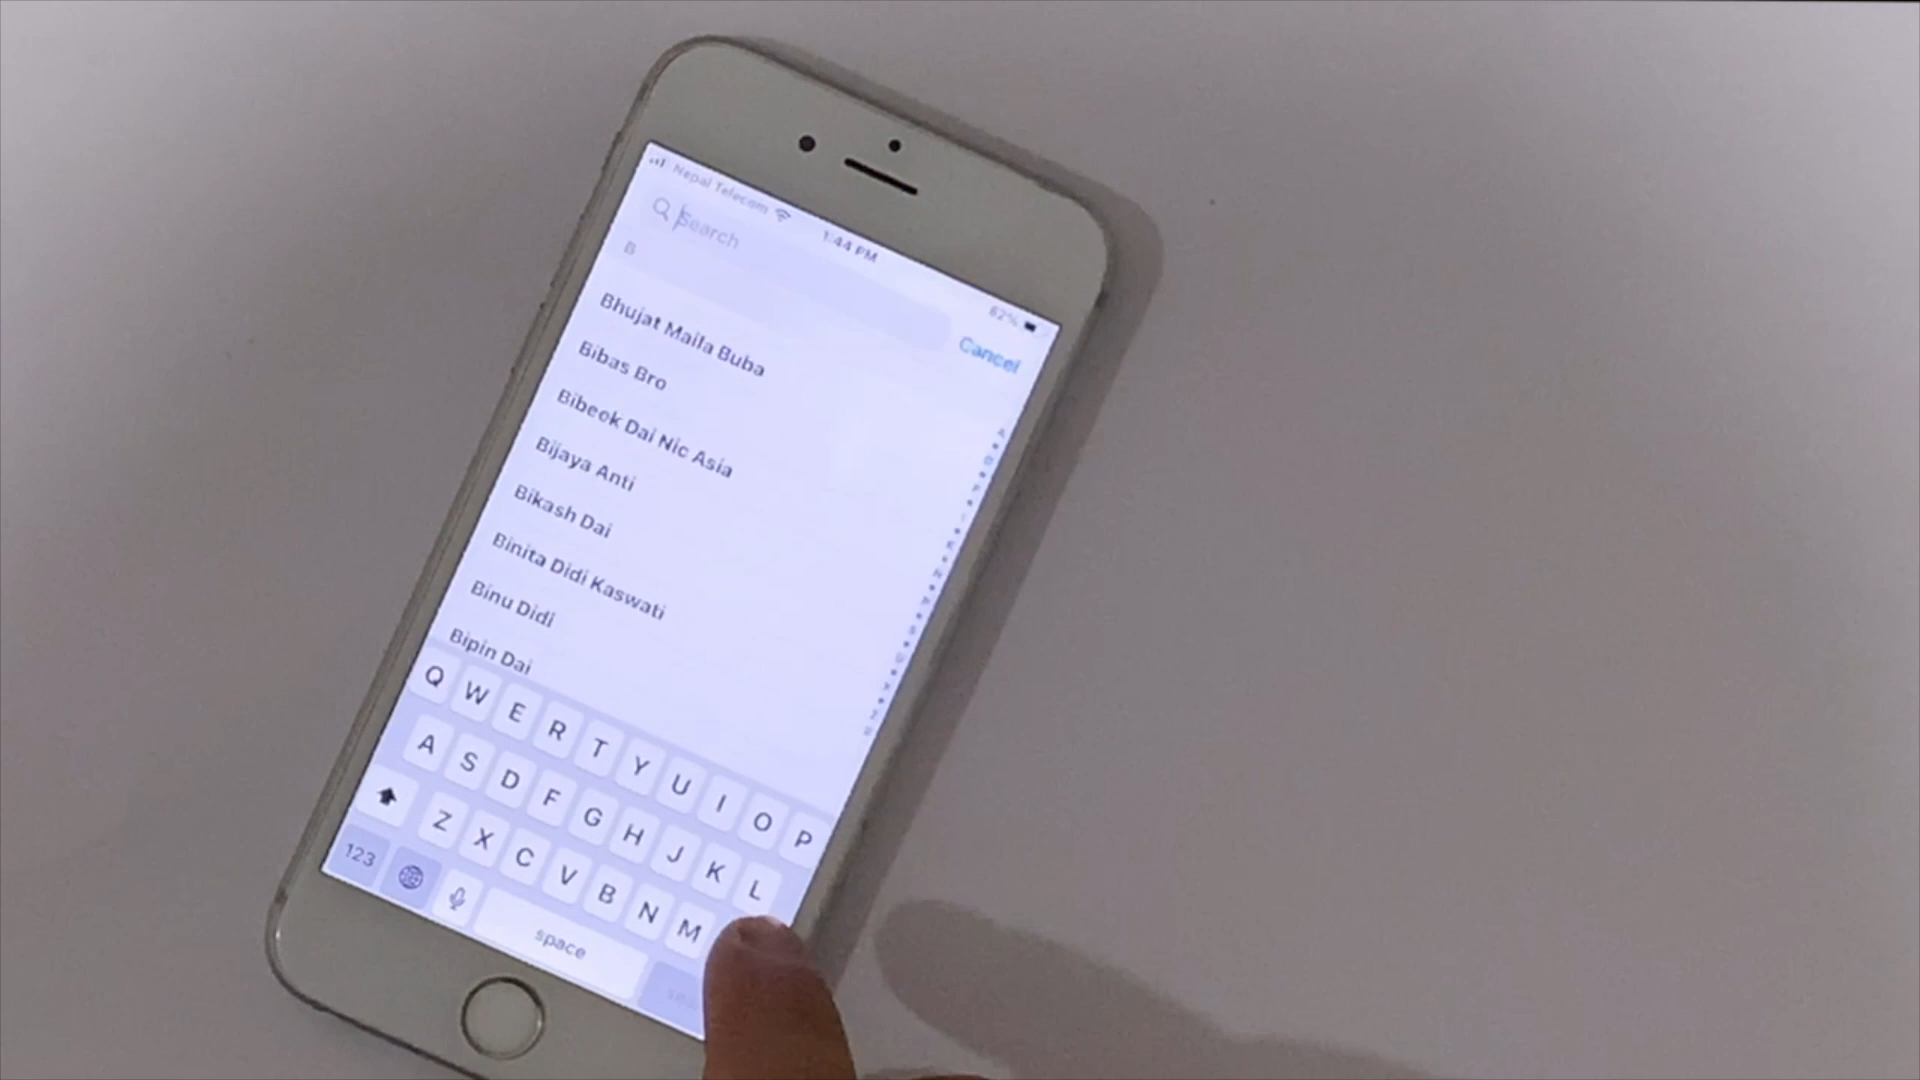 Nepal Telecom 1:44 PM 62%
Search
Cancel
B
Bhujat Maila Buba
Bibas Bro
Bibeok Dai Nic Asia
Bijaya Anti
Bikash Dai
Binita Didi Kaswati
Binu Didi
Bipin Dai
Q W E R T Y U I O P
A S D F G H J K L
Z X C V B N M
123 space